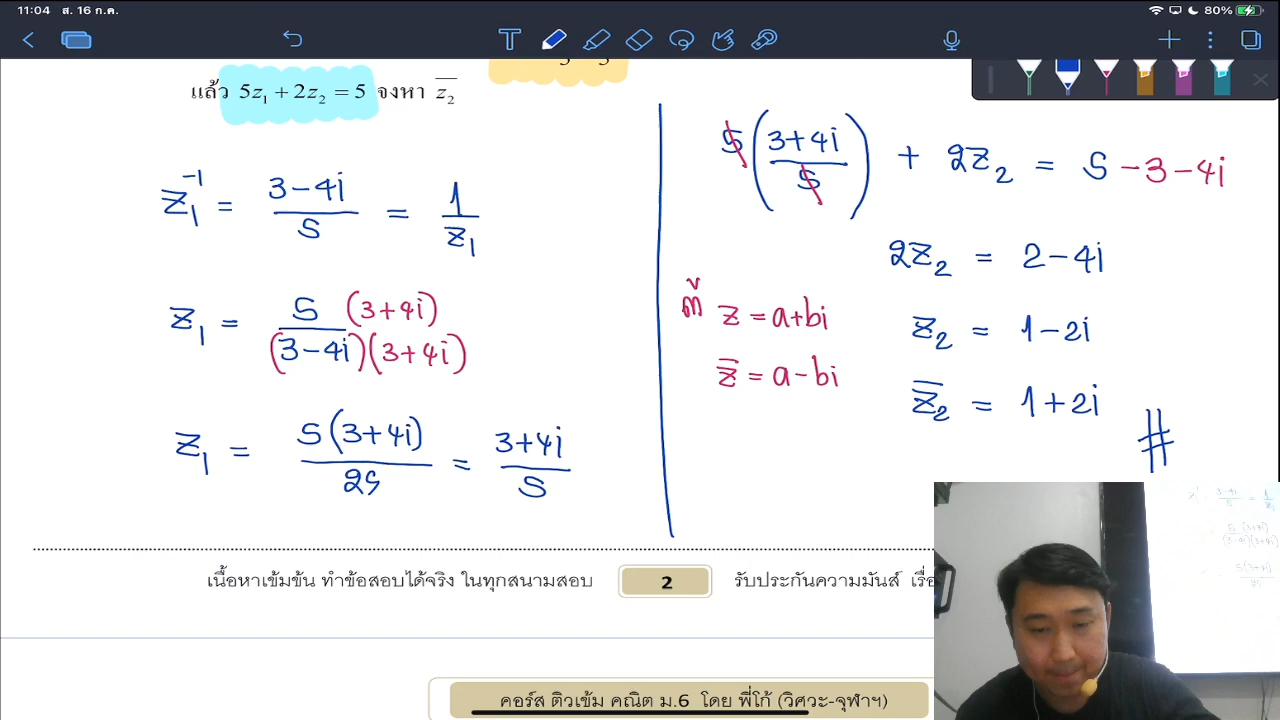 11:04 ส. 16 ก.ค. 80%
แล้ว 5z₁ + 2z₂ = 5 จงหา z̅₂
z₁⁻¹ = (3-4i)/5 = 1/z₁
z₁ = 5(3+4i)/(3-4i)(3+4i)
z₁ = 5(3+4i)/25 = (3+4i)/5
5((3+4i)/5) + 2z₂ = 5 -3-4i
2z₂ = 2-4i
ถ้า z = a+bi
z₂ = 1-2i
z̅ = a-bi
z̅₂ = 1+2i
#
เนื้อหาเข้มข้น ทำข้อสอบได้จริง ในทุกสนามสอบ 2 รับประกันความมันส์ เรื่อ
คอร์ส ติวเข้ม คณิต ม.6 โดย พี่โก้ (วิศวะ-จุฬาฯ)